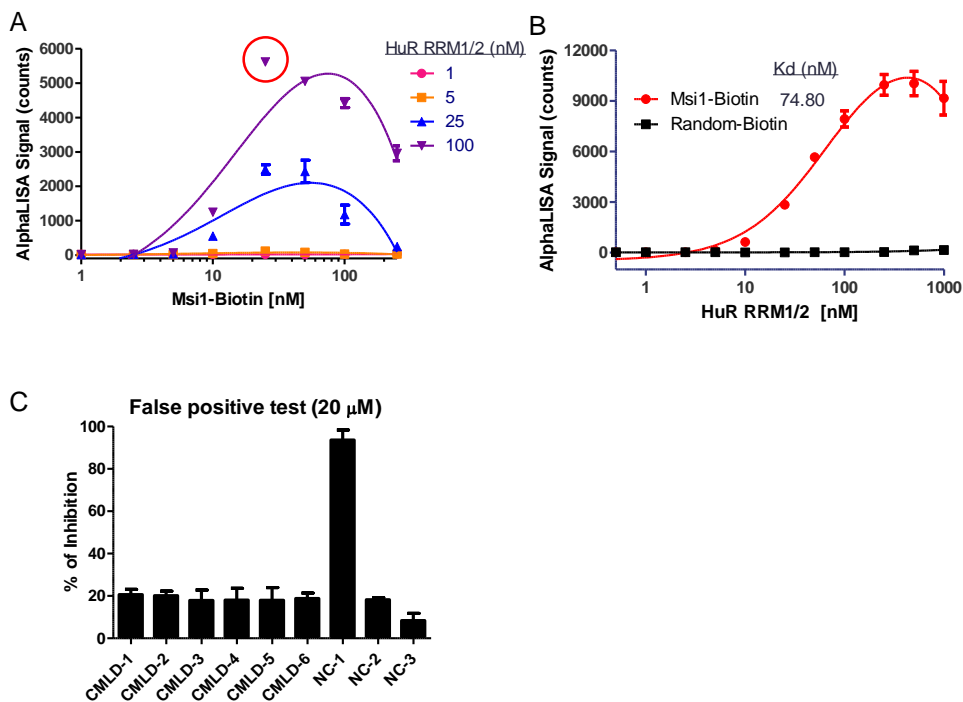 A
AlphaLISA Signal (counts)
6000
5000
4000
3000
2000
1000
0
1
10
100
Msi1-Biotin [nM]
HuR RRM1/2 (nM)
1
5
25
100
B
AlphaLISA Signal (counts)
12000
9000
6000
3000
0
1
10
100
1000
HuR RRM1/2 [nM]
Kd (nM)
Msi1-Biotin 74.80
Random-Biotin
C
False positive test (20 μM)
% of Inhibition
100
80
60
40
20
0
CMLD-1
CMLD-2
CMLD-3
CMLD-4
CMLD-5
CMLD-6
NC-1
NC-2
NC-3